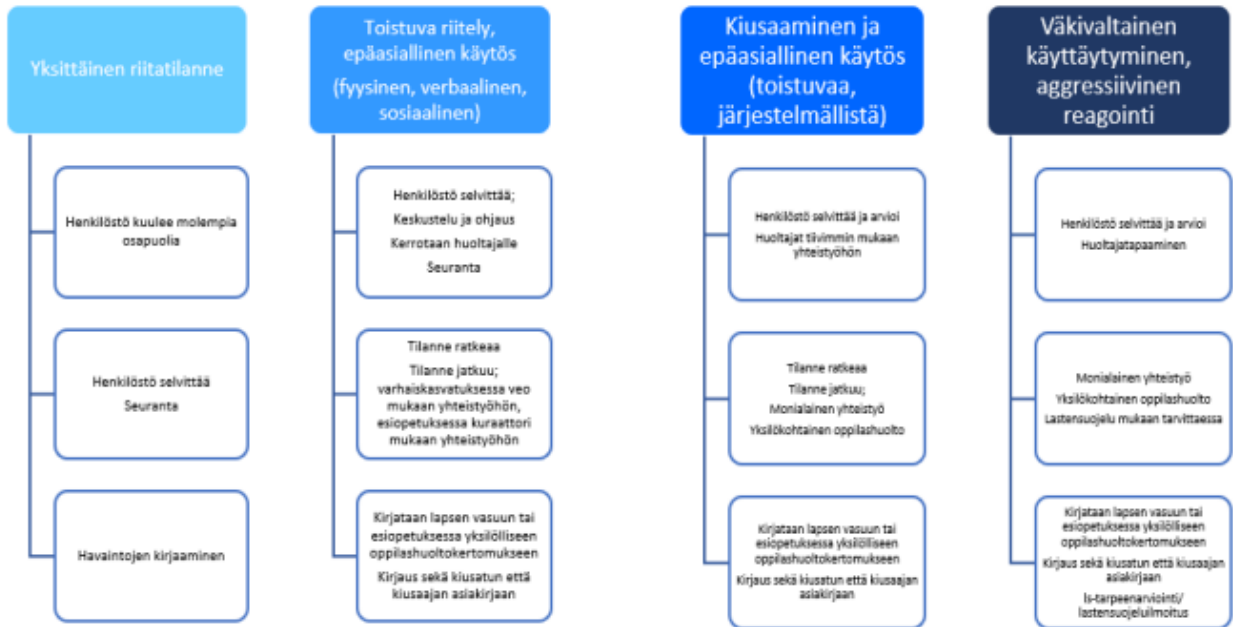 Yksittäinen riitatilanne
Henkilöstö kuulee molempia
osapuolia
Henkilöstö selvittää
Seuranta
Havaintojen kirjaaminen
Toistuva riitely,
epäasiallinen käytös
(fyysinen, verbaalinen,
sosiaalinen)
Henkilöstö selvittää;
Keskustelu ja ohjaus
Kerrotaan huoltajalle
Seuranta
Tilanne ratkeaa
Tilanne jatkuu;
varhaiskasvatuksessa veo
mukaan yhteistyöhön,
esiopetuksessa kuraattori
mukaan yhteistyöhön
Kirjataan lapsen vasuun tai
esiopetuksessa yksilölliseen
oppilashuoltokertomukseen
Kirjaus sekä kiusatun että
kiusaajan asiakirjaan
Kiusaaminen ja
epäasiallinen käytös
(toistuvaa,
järjestelmällistä)
Henkilöstö selvittää ja arvioi
Huoltajat tiivimmin mukaan
yhteistyöhön
Tilanne ratkeaa
Tilanne jatkuu;
Monialainen yhteistyö
Yksilökohtainen oppilashuolto
Kirjataan lapsen vasuun tai
esiopetuksessa yksilölliseen
oppilashuoltokertomukseen
Kirjaus sekä kiusatun että kiusaajan
asiakirjaan
Väkivaltainen
käyttäytyminen,
aggressiivinen
reagointi
Henkilöstö selvittää ja arvioi
Huoltajatapaaminen
Monialainen yhteistyö
Yksilökohtainen oppilashuolto
Lastensuojelu mukaan tarvittaessa
Kirjataan lapsen vasuun tai
esiopetuksessa yksilölliseen
oppilashuoltokertomukseen
Kirjaus sekä kiusatun että kiusaajan
asiakirjaan
ls-tarpeenarviointi/
lastensuojeluilmoitus